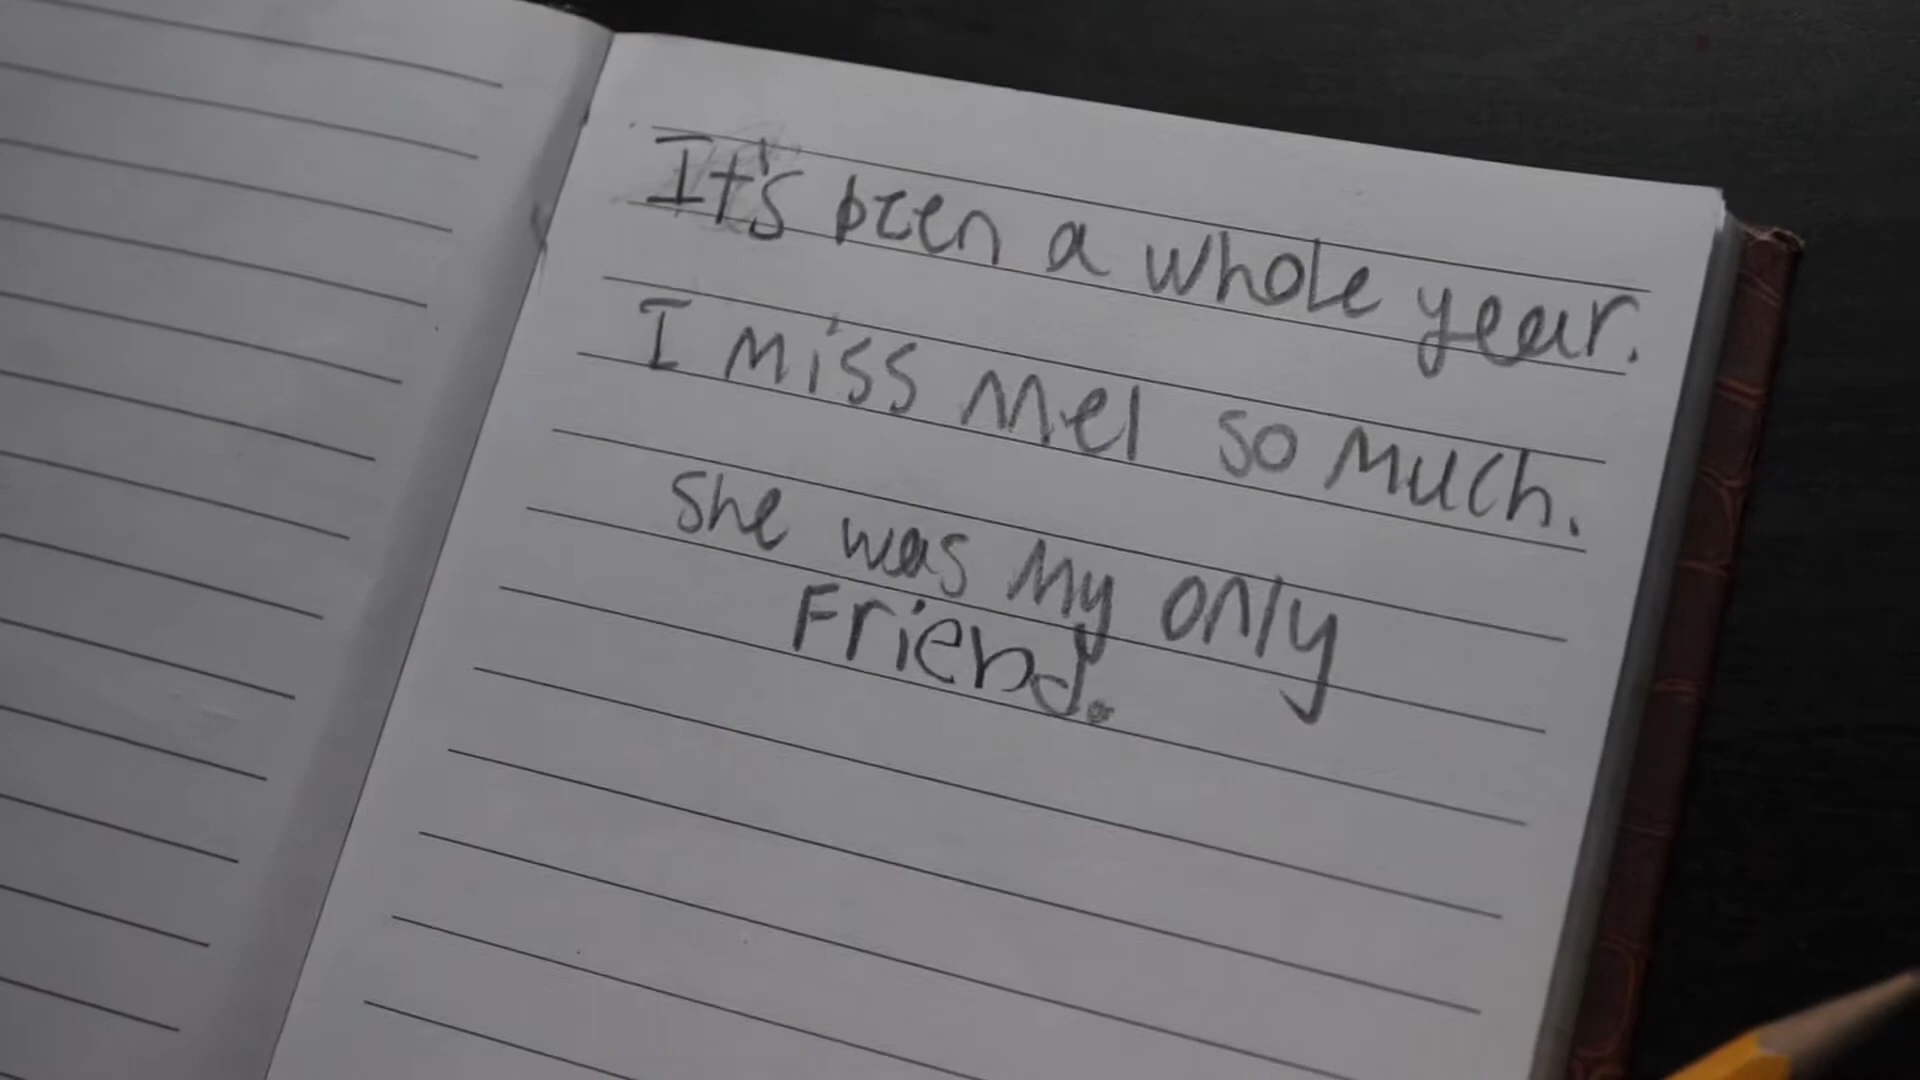 It's been a whole year.
I miss Mel so much.
She was my only
Friend.